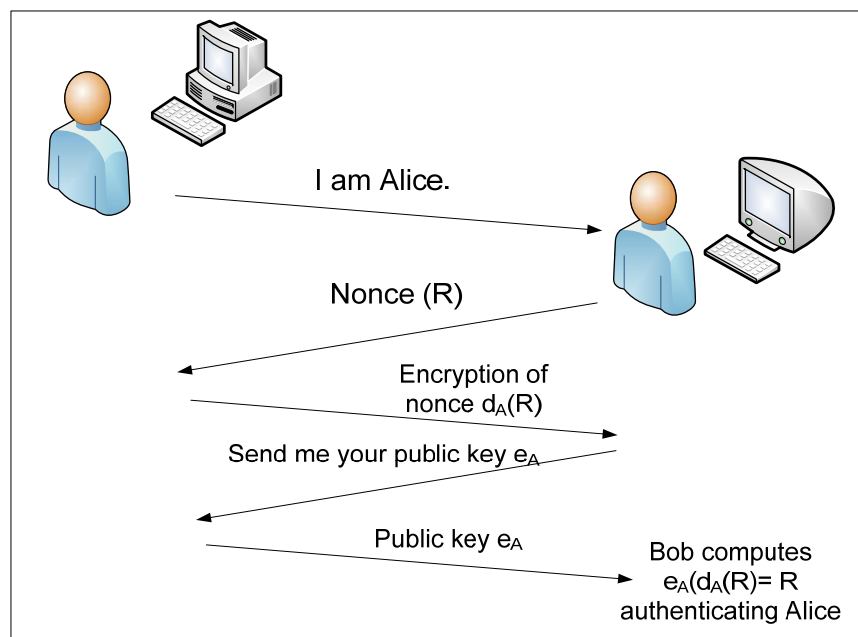 I am Alice.
Nonce (R)
Encryption of
nonce dA(R)
Send me your public key eA
Public key eA
Bob computes
eA(dA(R)= R
authenticating Alice